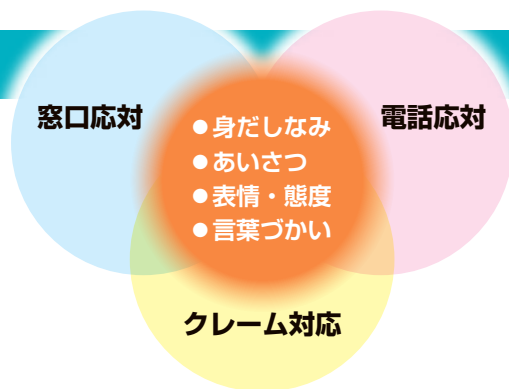 窓口応対
電話応対
●身だしなみ
●あいさつ
●表情・態度
●言葉づかい
クレーム対応